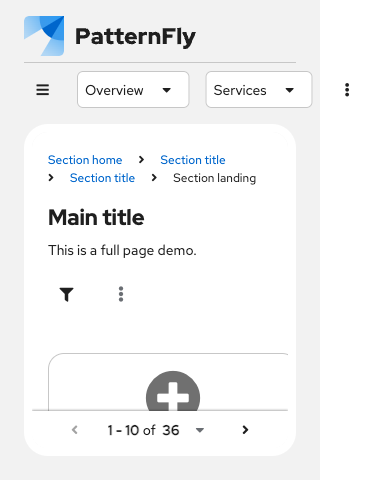 PatternFly
Overview Services
Section home Section title
Section title Section landing
Main title
This is a full page demo.
1 - 10 of 36